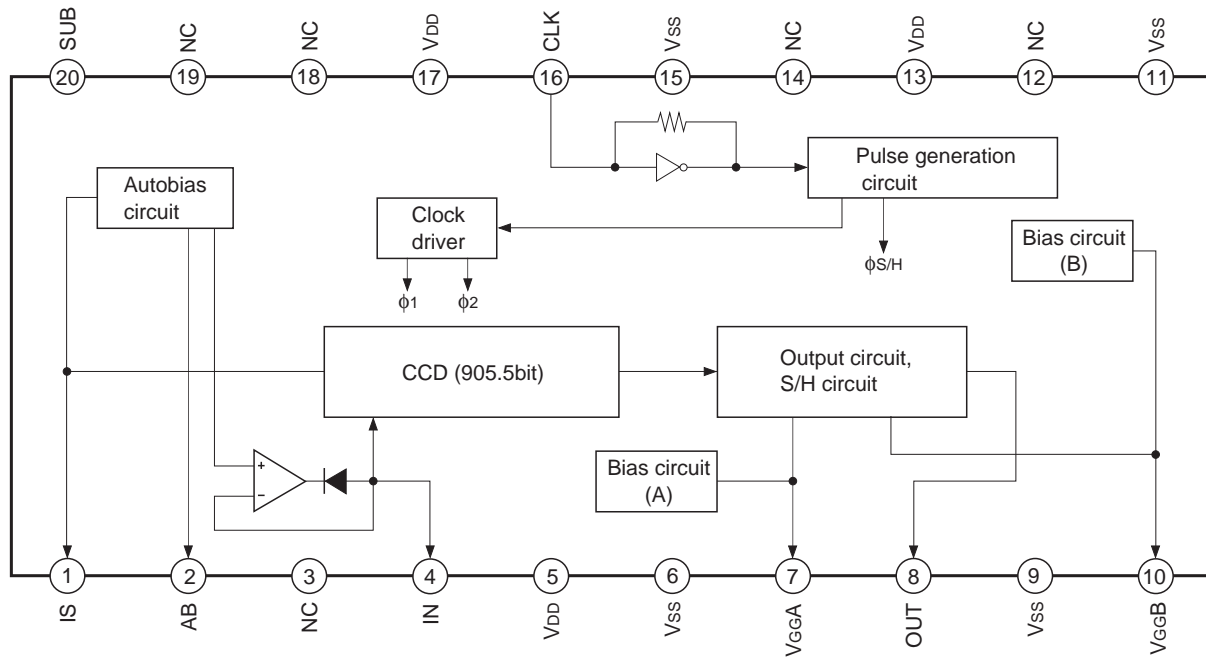 SUB
NC
NC
VDD
CLK
VSS
NC
VDD
NC
VSS
20
19
18
17
16
15
14
13
12
11
Autobias
circuit
Pulse generation
circuit
Clock
driver
Bias circuit
(B)
ϕS/H
ϕ1
ϕ2
CCD (905.5bit)
Output circuit,
S/H circuit
+
−
Bias circuit
(A)
1
2
3
4
5
6
7
8
9
10
IS
AB
NC
IN
VDD
VSS
VGGA
OUT
VSS
VGGB